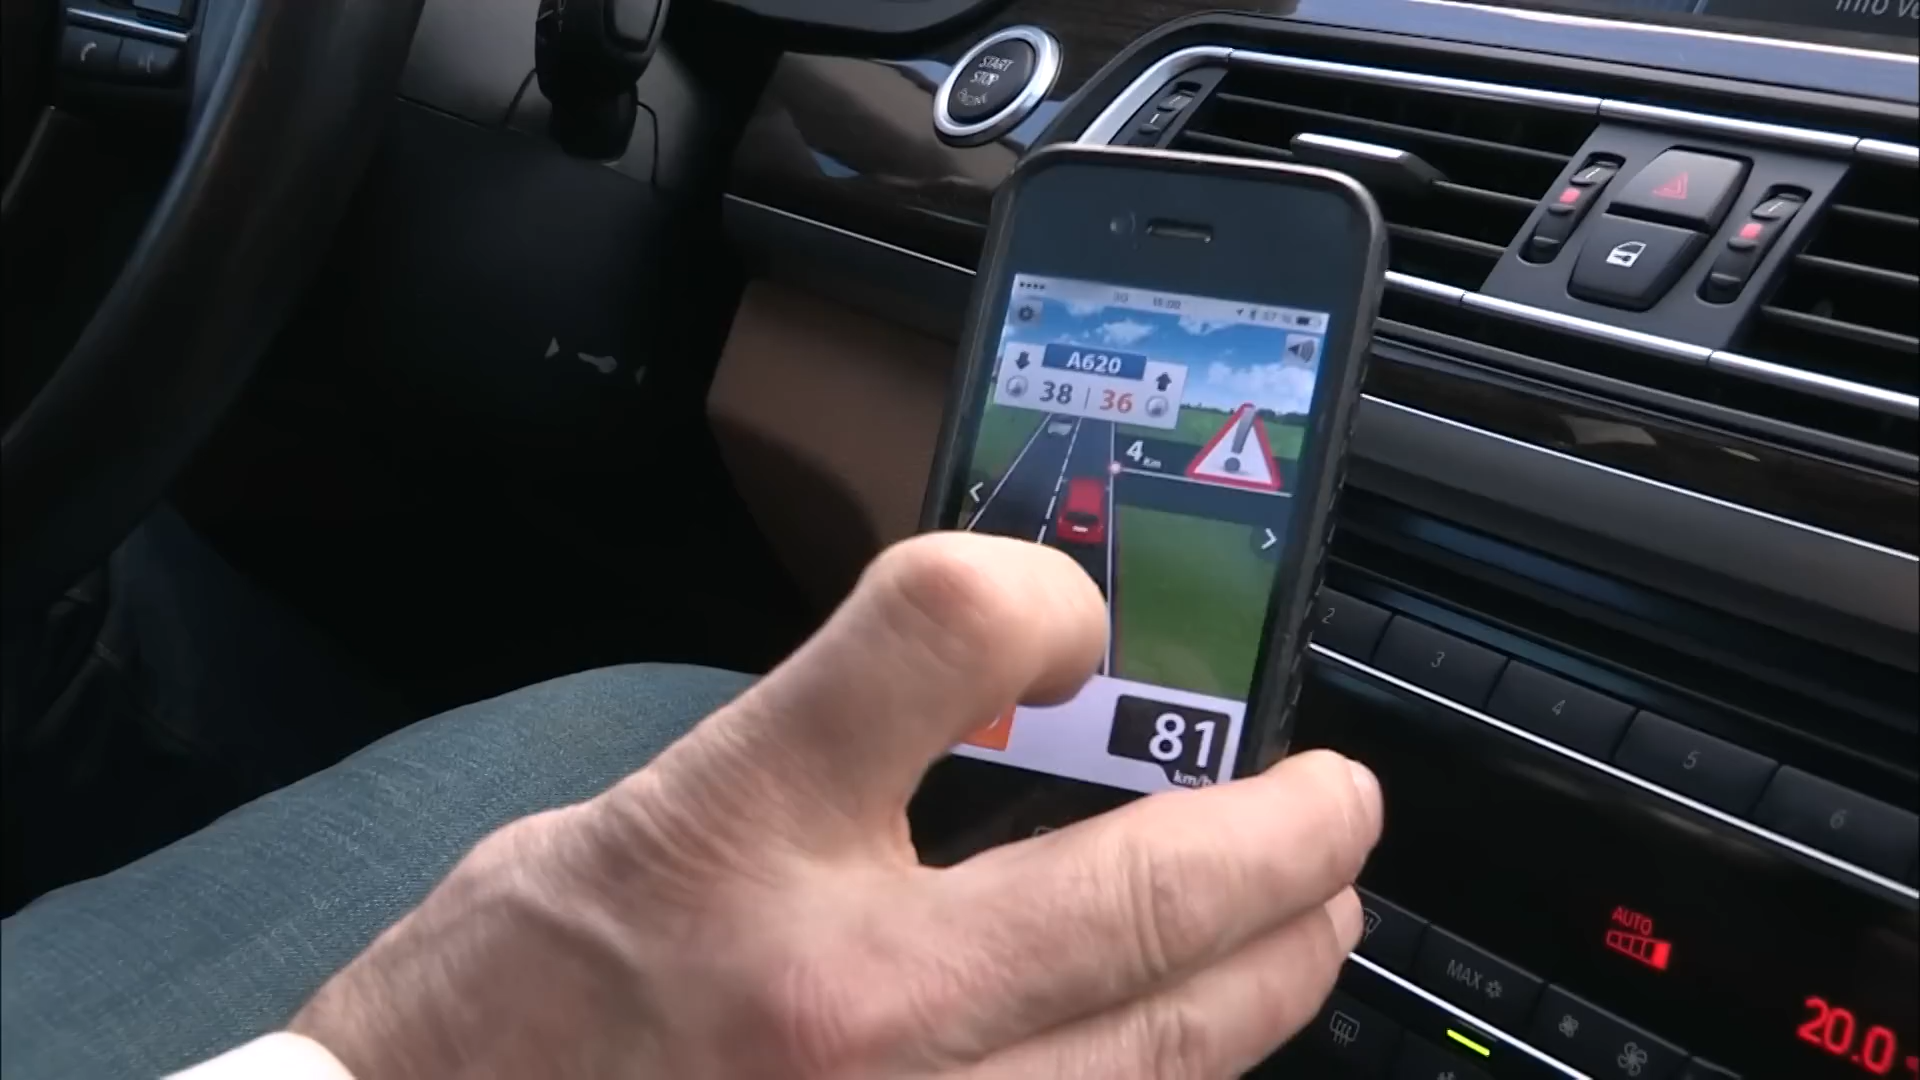 START
STOP
A620
38 | 36
4 Km
81
km/h
2
3
4
5
6
AUTO
MAX
20.0